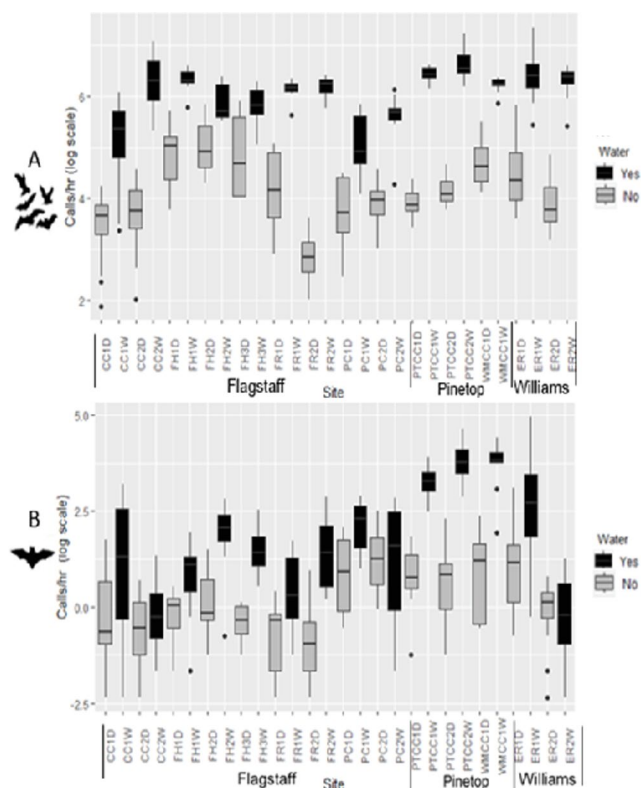 A
Calls/hr (log scale)
6
4
2
Water
Yes
No
CC1D CC1W CC2D CC2W FH1D FH1W FH2D FH2W FH3D FH3W FR1D FR1W FR2D FR2W PC1D PC1W PC2D PC2W PTCC1D PTCC1W PTCC2D PTCC2W WMCC1D WMCC1W ER1D ER1W ER2D ER2W
Flagstaff Site Pinetop Williams
B
Calls/hr (log scale)
5.0
2.5
0.0
-2.5
Water
Yes
No
CC1D CC1W CC2D CC2W FH1D FH1W FH2D FH2W FH3D FH3W FR1D FR1W FR2D FR2W PC1D PC1W PC2D PC2W PTCC1D PTCC1W PTCC2D PTCC2W WMCC1D WMCC1W ER1D ER1W ER2D ER2W
Flagstaff Site Pinetop Williams